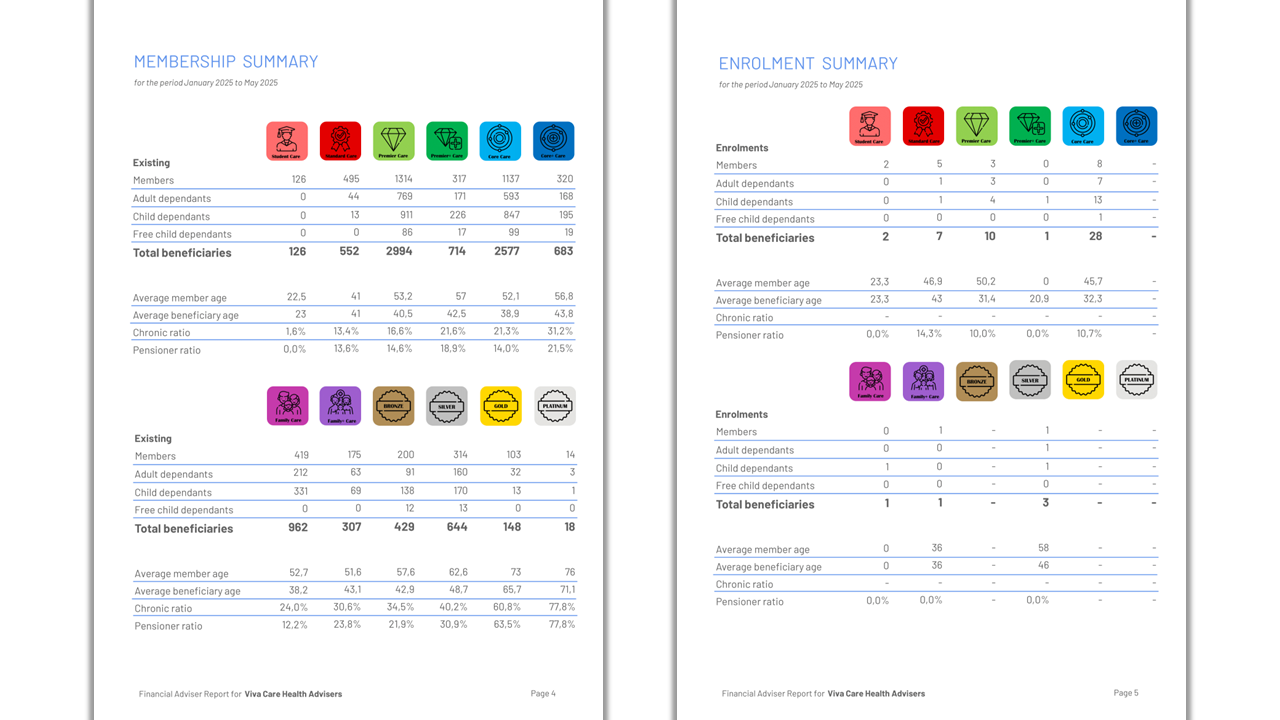 MEMBERSHIP SUMMARY
for the period January 2025 to May 2025
Student Care Standard Care Premier Care Premier+ Care Core Care Core+ Care
Existing
Members 126 495 1314 317 1137 320
Adult dependants 0 44 769 171 593 168
Child dependants 0 13 911 226 847 195
Free child dependants 0 0 86 17 99 19
Total beneficiaries 126 552 2994 714 2577 683
Average member age 22,5 41 53,2 57 52,1 56,8
Average beneficiary age 23 41 40,5 42,5 38,9 43,8
Chronic ratio 1,6% 13,4% 16,6% 21,6% 21,3% 31,2%
Pensioner ratio 0,0% 13,6% 14,6% 18,9% 14,0% 21,5%
Family Care Family+ Care BRONZE SILVER GOLD PLATINUM
Existing
Members 419 175 200 314 103 14
Adult dependants 212 63 91 160 32 3
Child dependants 331 69 138 170 13 1
Free child dependants 0 0 12 13 0 0
Total beneficiaries 962 307 429 644 148 18
Average member age 52,7 51,6 57,6 62,6 73 76
Average beneficiary age 38,2 43,1 42,9 48,7 65,7 71,1
Chronic ratio 24,0% 30,6% 34,5% 40,2% 60,8% 77,8%
Pensioner ratio 12,2% 23,8% 21,9% 30,9% 63,5% 77,8%
Financial Adviser Report for Viva Care Health Advisers Page 4
ENROLMENT SUMMARY
for the period January 2025 to May 2025
Student Care Standard Care Premier Care Premier+ Care Core Care Core+ Care
Enrolments
Members 2 5 3 0 8 -
Adult dependants 0 1 3 0 7 -
Child dependants 0 1 4 1 13 -
Free child dependants 0 0 0 0 1 -
Total beneficiaries 2 7 10 1 28 -
Average member age 23,3 46,9 50,2 0 45,7 -
Average beneficiary age 23,3 43 31,4 20,9 32,3 -
Chronic ratio - - - - - -
Pensioner ratio 0,0% 14,3% 10,0% 0,0% 10,7% -
Family Care Family+ Care BRONZE SILVER GOLD PLATINUM
Enrolments
Members 0 1 - 1 - -
Adult dependants 0 0 - 1 - -
Child dependants 1 0 - 1 - -
Free child dependants 0 0 - 0 - -
Total beneficiaries 1 1 - 3 - -
Average member age 0 36 - 58 - -
Average beneficiary age 0 36 - 46 - -
Chronic ratio - - - - - -
Pensioner ratio 0,0% 0,0% - 0,0% - -
Financial Adviser Report for Viva Care Health Advisers Page 5